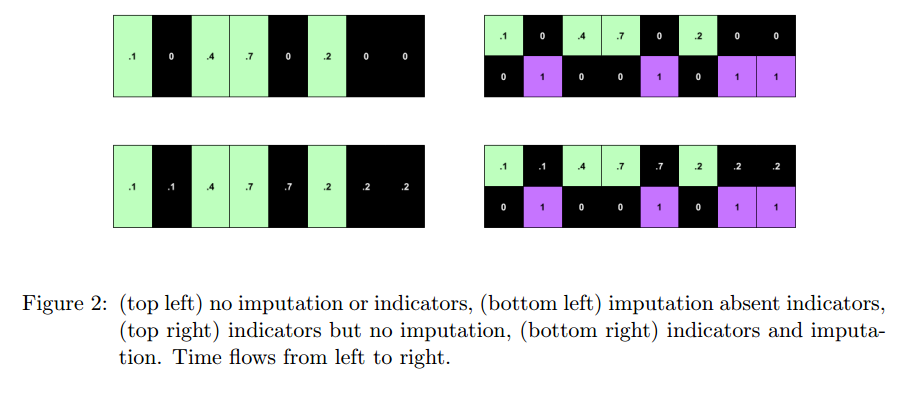 .1 0 .4 .7 0 .2 0 0
.1 0 .4 .7 0 .2 0 0
0 1 0 0 1 0 1 1
.1 .1 .4 .7 .7 .2 .2 .2
.1 .1 .4 .7 .7 .2 .2 .2
0 1 0 0 1 0 1 1
Figure 2: (top left) no imputation or indicators, (bottom left) imputation absent indicators,
(top right) indicators but no imputation, (bottom right) indicators and imputa-
tion. Time flows from left to right.